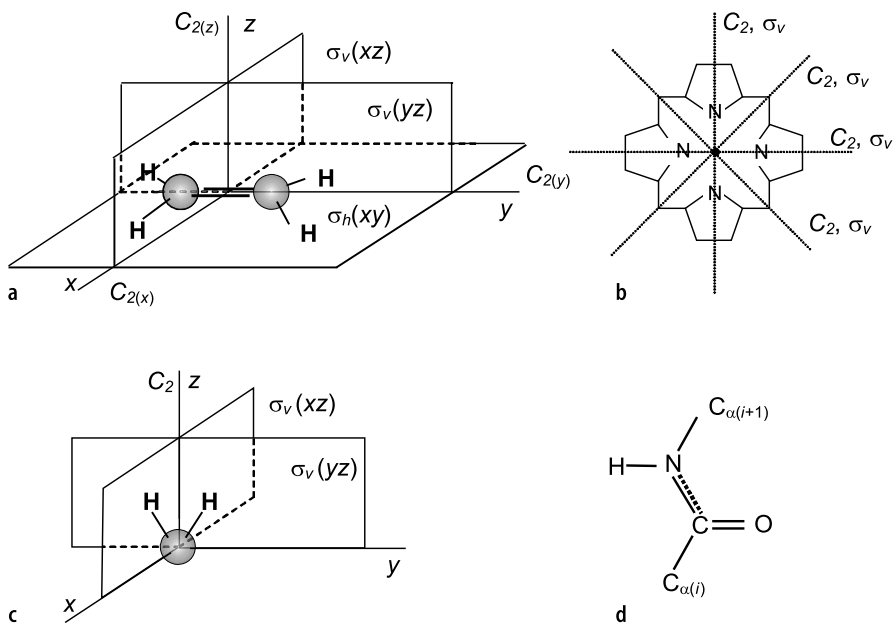 C2(z) z
σv(xz)
σv(yz)
H
H
H
H
C2(y)
y
σh(xy)
x
C2(x)
a
C2, σv
C2, σv
C2, σv
C2, σv
N
N
N
N
b
C2 z
σv(xz)
σv(yz)
H H
y
x
c
Cα(i+1)
H N
C O
Cα(i)
d